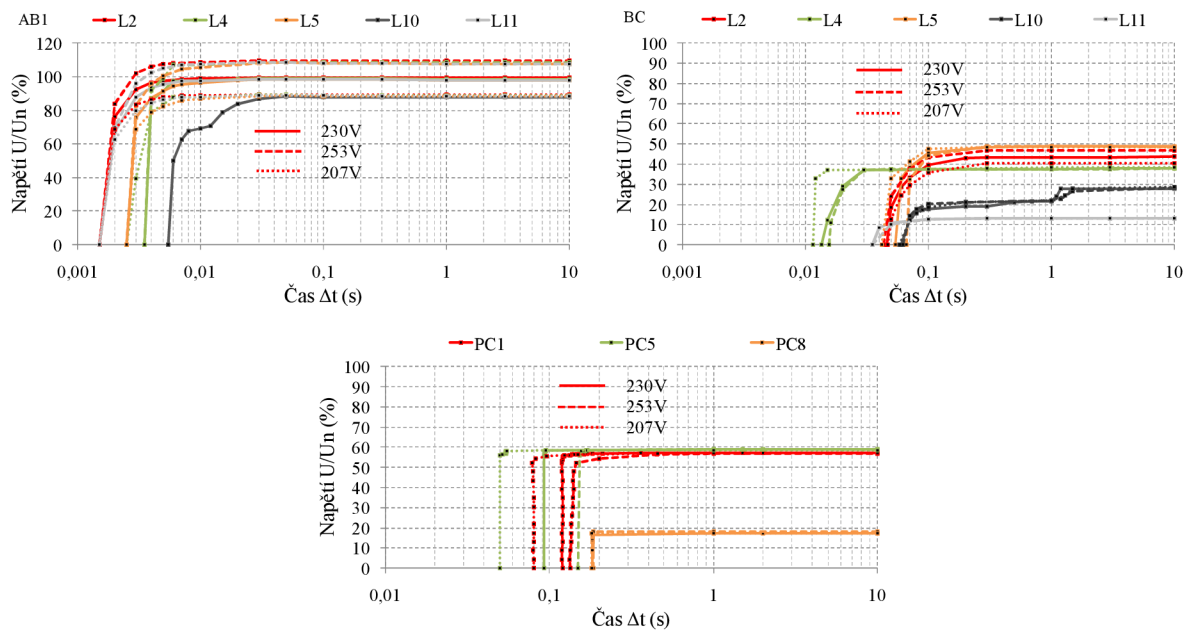 AB1
L2 L4 L5 L10 L11
Napětí U/Un (%)
120
100
80
60
40
20
0
230V
253V
207V
0,001 0,01 0,1 1 10
Čas Δt (s)
BC
L2 L4 L5 L10 L11
Napětí U/Un (%)
100
90
80
70
60
50
40
30
20
10
0
230V
253V
207V
0,001 0,01 0,1 1 10
Čas Δt (s)
PC1 PC5 PC8
Napětí U/Un (%)
100
90
80
70
60
50
40
30
20
10
0
230V
253V
207V
0,01 0,1 1 10
Čas Δt (s)